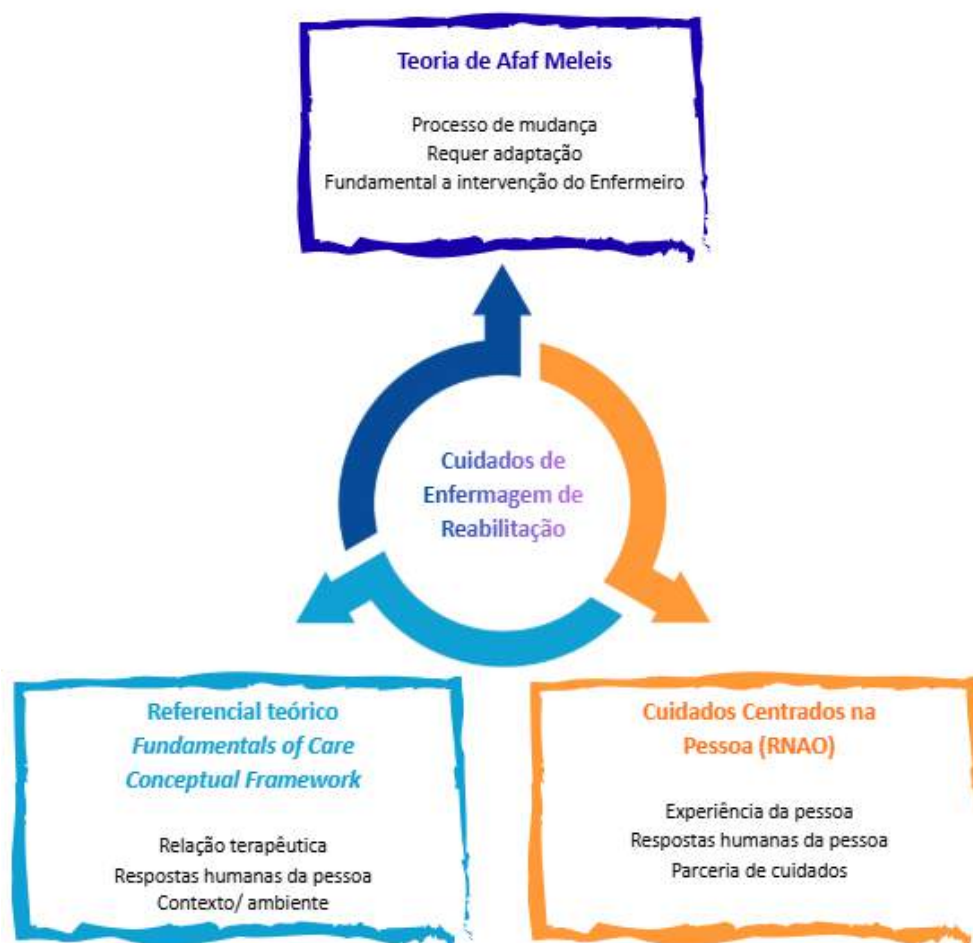 Teoria de Afaf Meleis
Processo de mudança
Requer adaptação
Fundamental a intervenção do Enfermeiro
Cuidados de
Enfermagem de
Reabilitação
Referencial teórico
Fundamentals of Care
Conceptual Framework
Relação terapêutica
Respostas humanas da pessoa
Contexto/ ambiente
Cuidados Centrados na
Pessoa (RNAO)
Experiência da pessoa
Respostas humanas da pessoa
Parceria de cuidados